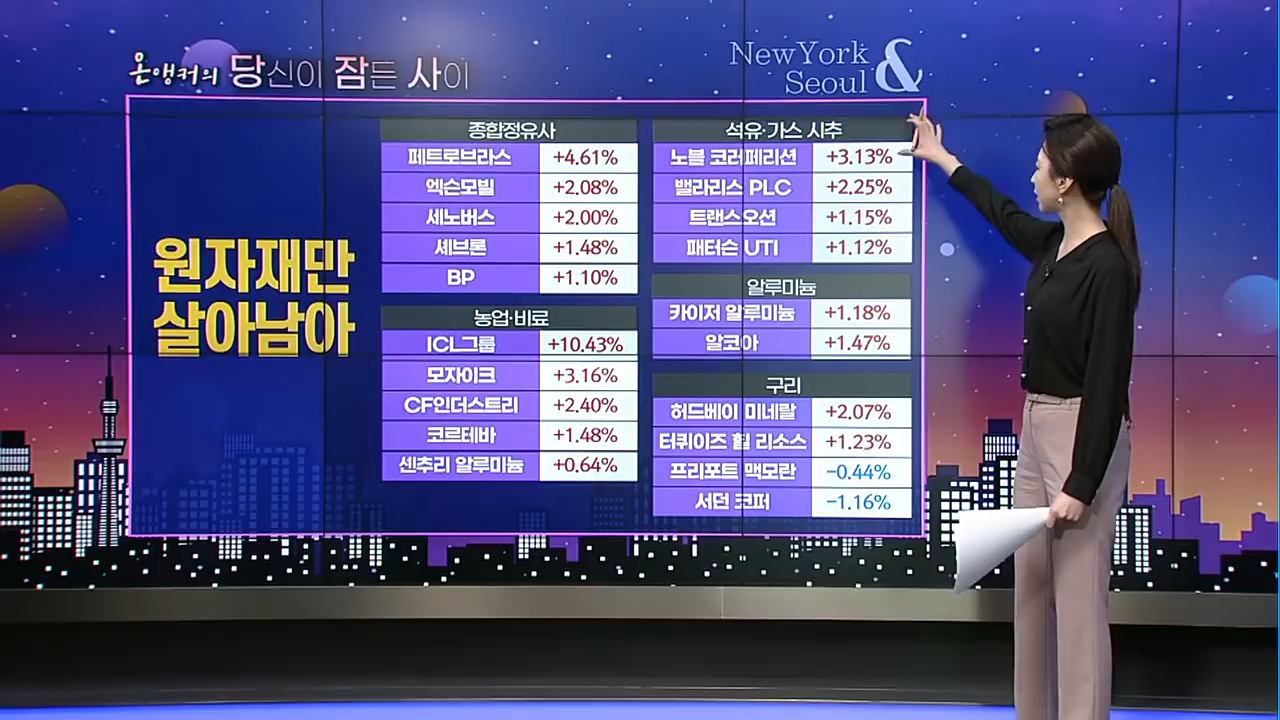 온앵커의 당신이 잠든 사이
NewYork
Seoul &
원자재만
살아남아
종합정유사
페트로브라스 +4.61%
엑슨모빌 +2.08%
세노버스 +2.00%
셰브론 +1.48%
BP +1.10%
농업·비료
ICL그룹 +10.43%
모자이크 +3.16%
CF인더스트리 +2.40%
코르테바 +1.48%
센추리 알루미늄 +0.64%
석유·가스 시추
노블 코러페리션 +3.13%
밸라리스 PLC +2.25%
트랜스오션 +1.15%
패터슨 UTI +1.12%
알루미늄
카이저 알루미늄 +1.18%
알코아 +1.47%
구리
허드베이 미네랄 +2.07%
터퀴이즈 힐 리소스 +1.23%
프리포트 맥모란 -0.44%
서던 코퍼 -1.16%